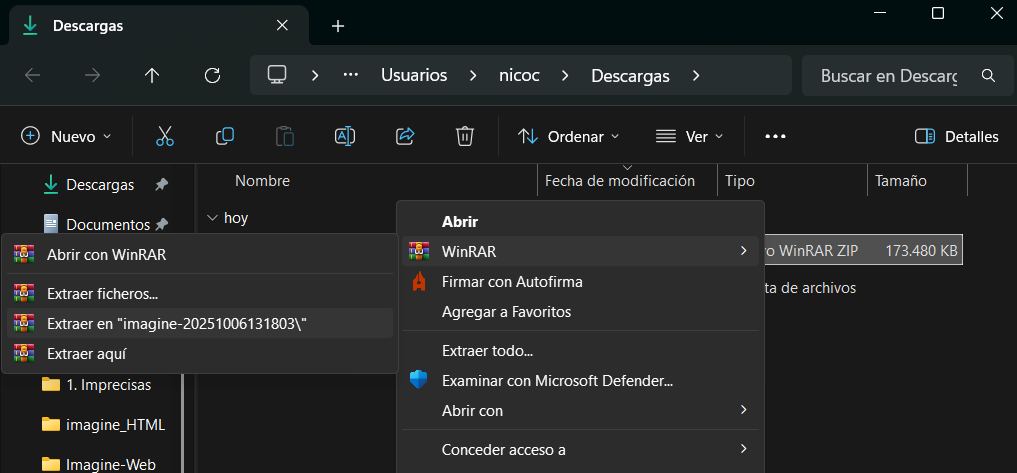 Descargas
Usuarios
nicoc
Descargas
Buscar en Descarg
Nuevo
Ordenar
Ver
Detalles
Descargas
Documentos
1. Imprecisas
imagine_HTML
Imagine-Web
Nombre
Fecha de modificación
Tipo
Tamaño
hoy
o WinRAR ZIP
173.480 KB
ta de archivos
Abrir
WinRAR
Firmar con Autofirma
Agregar a Favoritos
Extraer todo...
Examinar con Microsoft Defender...
Abrir con
Conceder acceso a
Abrir con WinRAR
Extraer ficheros...
Extraer en "imagine-20251006131803\"
Extraer aquí